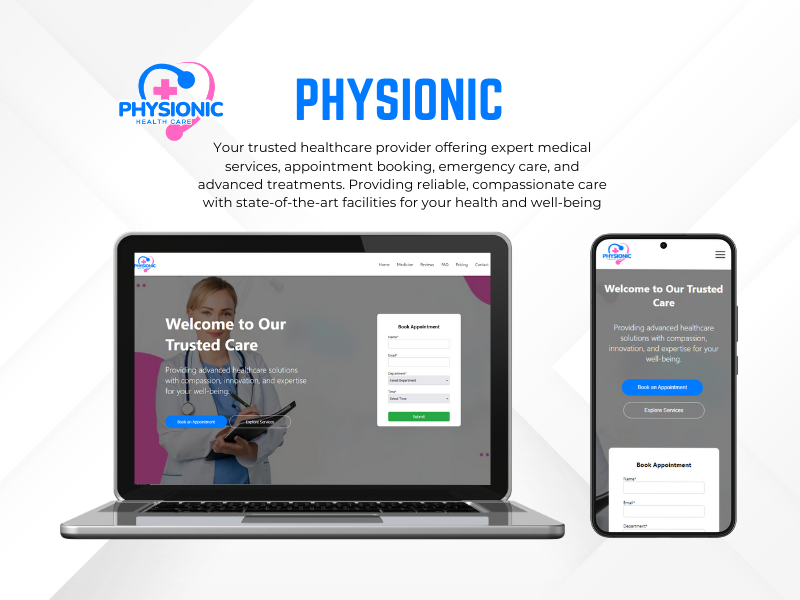 PHYSIONIC
HEALTH CARE
PHYSIONIC
Your trusted healthcare provider offering expert medical
services, appointment booking, emergency care, and
advanced treatments. Providing reliable, compassionate care
with state-of-the-art facilities for your health and well-being
PHYSIONIC
Home Medicine Reviews FAQ Pricing Contact
Welcome to Our
Trusted Care
Providing advanced healthcare solutions
with compassion, innovation, and expertise
for your well-being.
Book an Appointment Explore Services
Book Appointment
Name*
Email*
Department*
Select Department
Time*
Select Time
Submit
PHYSIONIC
Welcome to Our Trusted
Care
Providing advanced healthcare
solutions with compassion,
innovation, and expertise for your
well-being.
Book an Appointment
Explore Services
Book Appointment
Name*
Email*
Department*